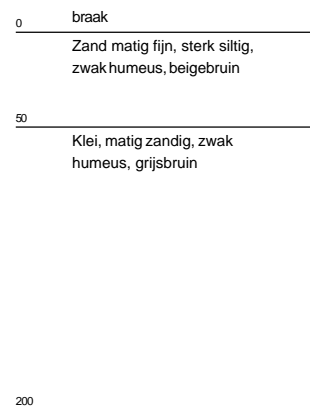 0 braak
Zand matig fijn, sterk siltig,
zwak humeus, beigebruin
50
Klei, matig zandig, zwak
humeus, grijsbruin
200